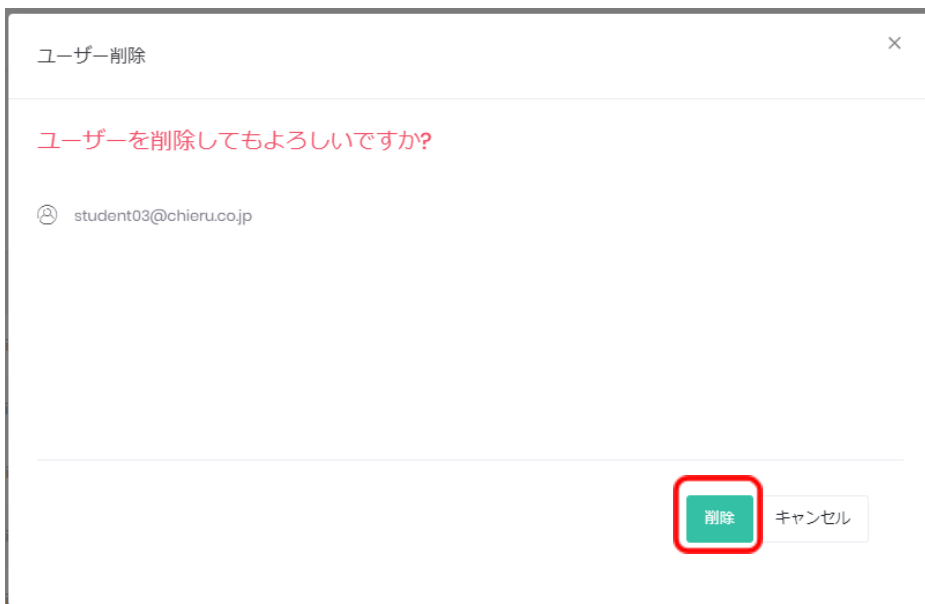 ユーザー削除
ユーザーを削除してもよろしいですか?
student03@chieru.co.jp
削除 キャンセル